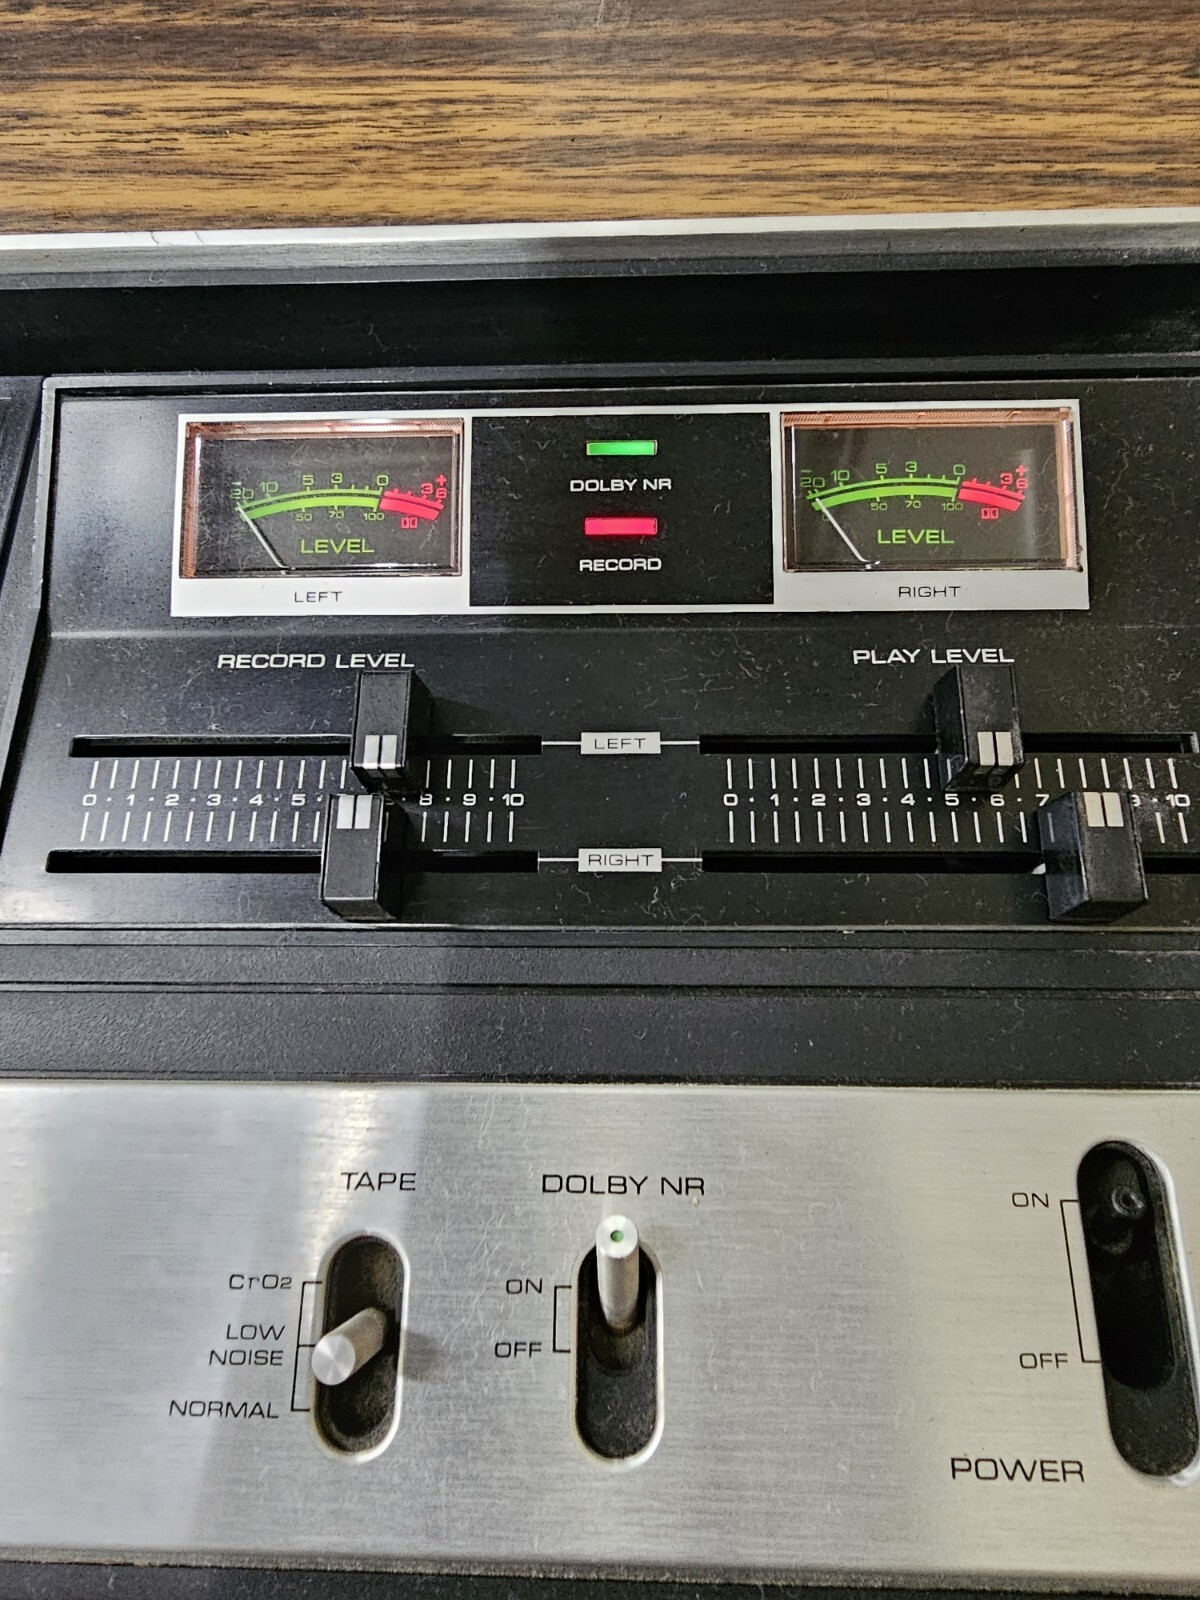 - 20 10 5 3 0 3 6 +
50 70 100
LEVEL
LEFT
DOLBY NR
RECORD
- 20 10 5 3 0 3 6 +
0 50 70 100
LEVEL
RIGHT
RECORD LEVEL
PLAY LEVEL
LEFT
0 · 1 · 2 · 3 · 4 · 5 · 8 · 9 · 10
0 · 1 · 2 · 3 · 4 · 5 · 6 · 7 9 · 10
RIGHT
TAPE
CrO2
LOW
NOISE
NORMAL
DOLBY NR
ON
OFF
ON
OFF
POWER